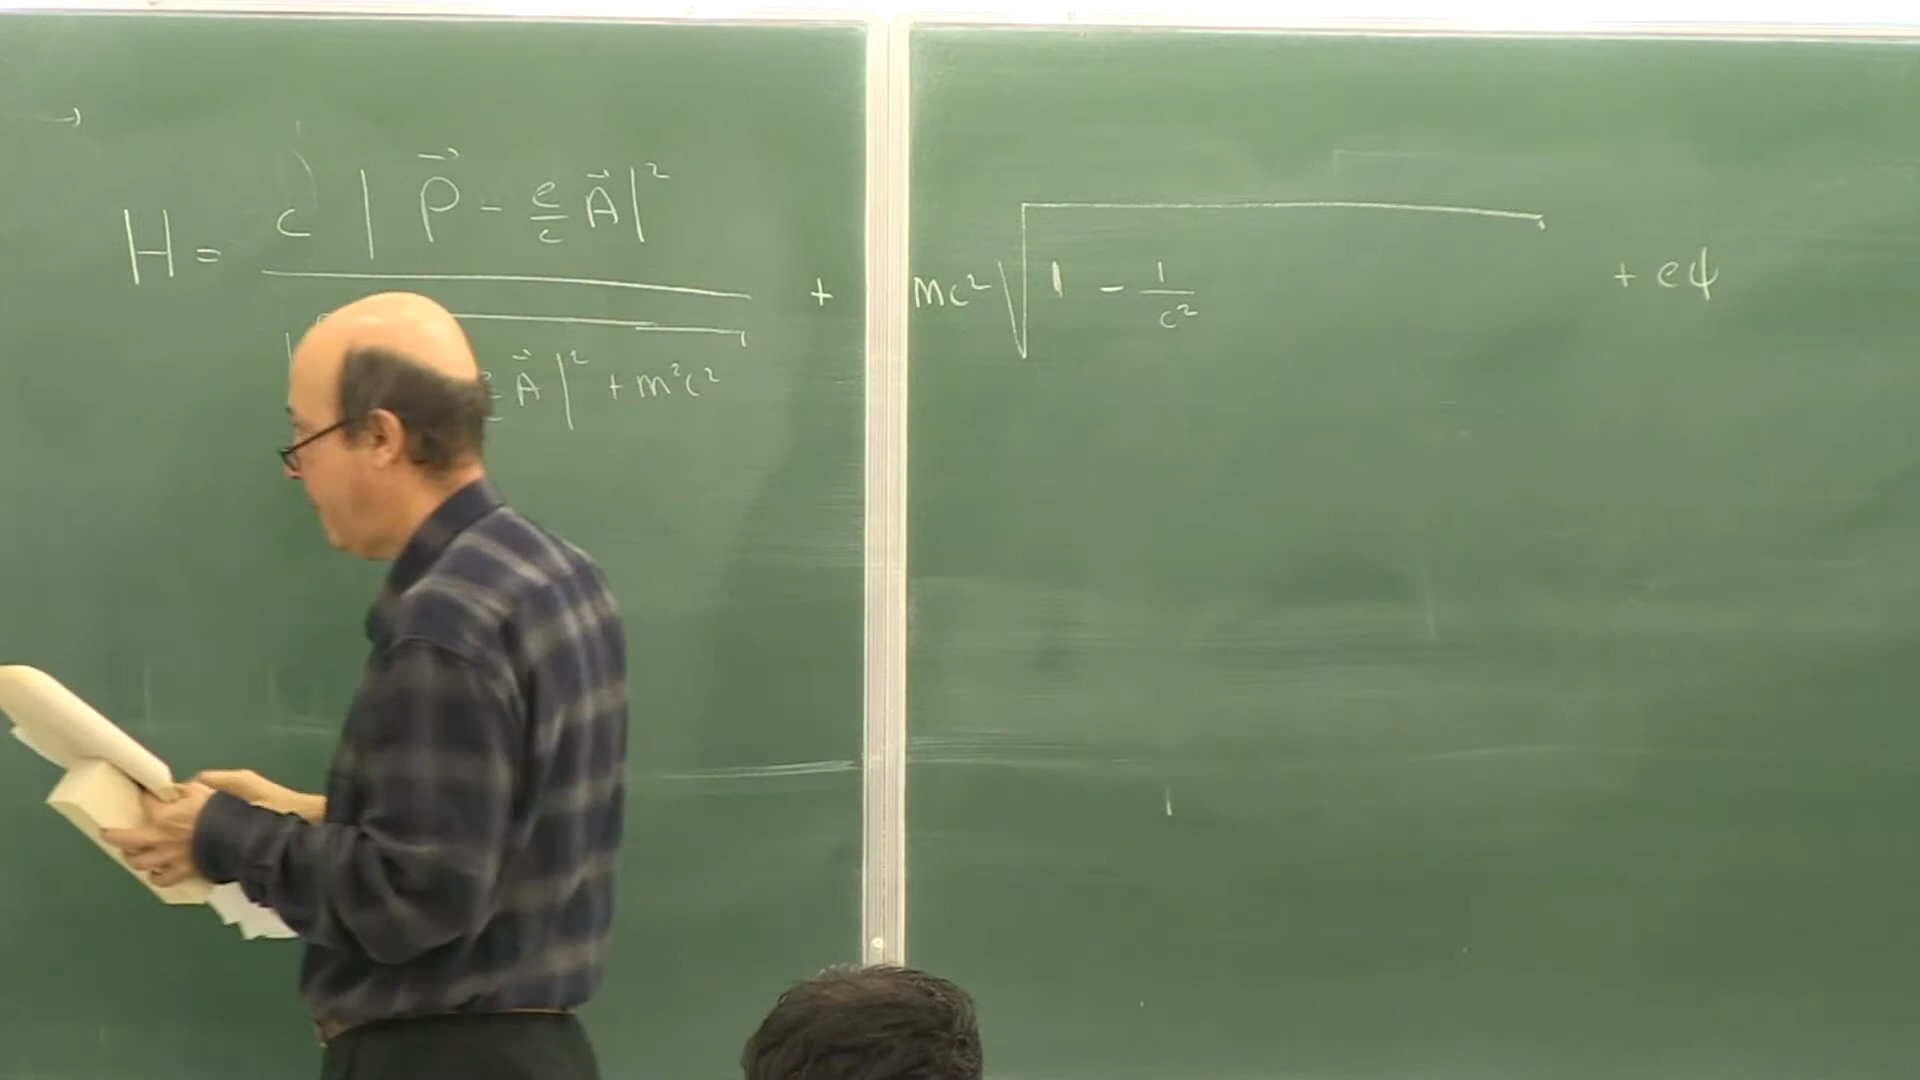 H = c | P⃗ - e/c A⃗ |² + mc² √ 1 - 1/c² + eϕ
A⃗ |² + m²c²